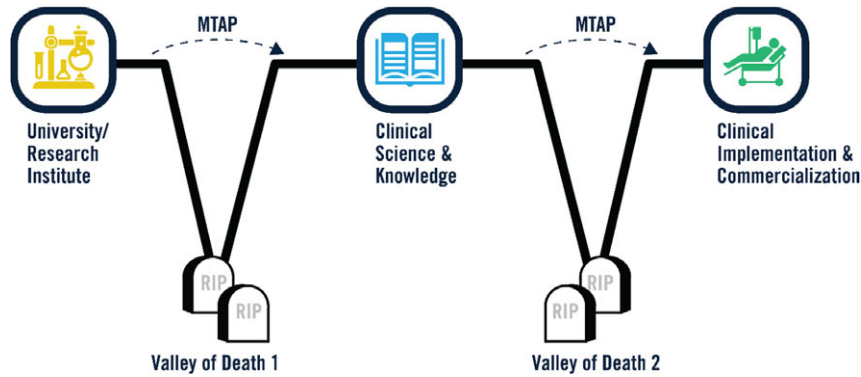 MTAP
MTAP
University/
Research
Institute
Clinical
Science &
Knowledge
Clinical
Implementation &
Commercialization
RIP
RIP
RIP
RIP
Valley of Death 1
Valley of Death 2